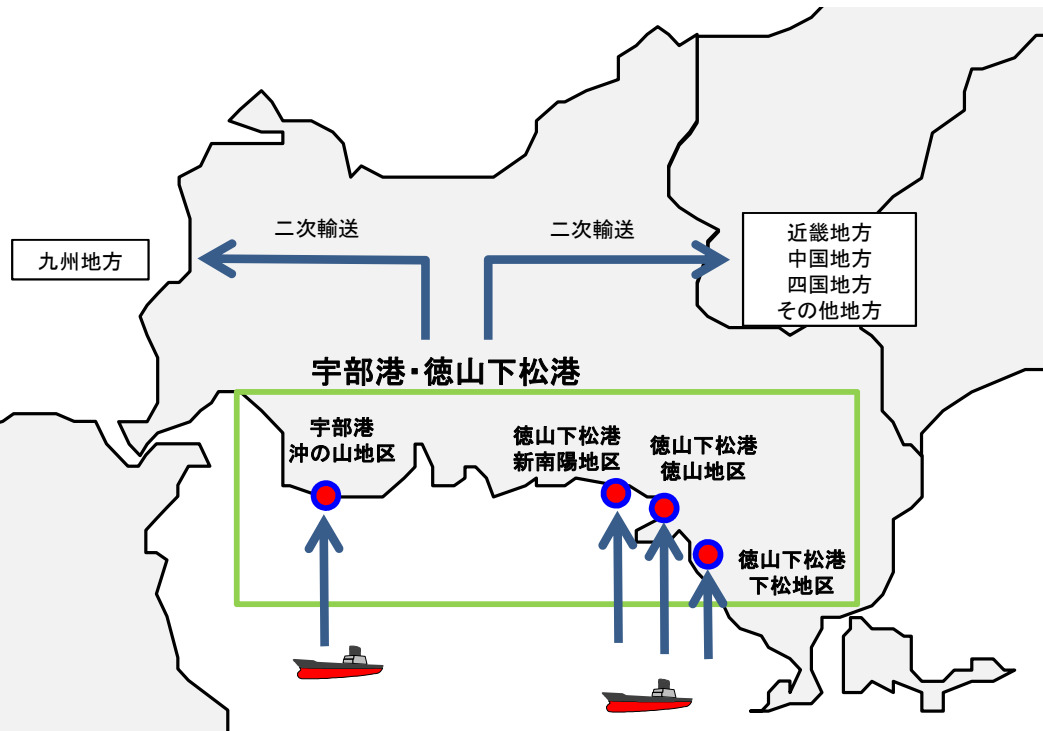 二次輸送
二次輸送
九州地方
近畿地方
中国地方
四国地方
その他地方
宇部港・徳山下松港
宇部港
沖の山地区
徳山下松港
新南陽地区
徳山下松港
徳山地区
徳山下松港
下松地区